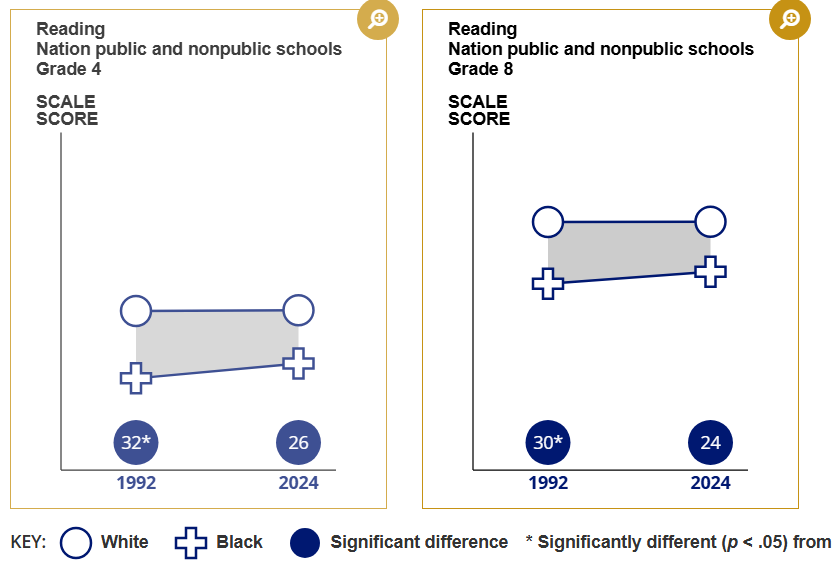 Reading
Nation public and nonpublic schools
Grade 4
SCALE
SCORE
32*
26
1992
2024
Reading
Nation public and nonpublic schools
Grade 8
SCALE
SCORE
30*
24
1992
2024
KEY: White Black Significant difference * Significantly different (p < .05) from